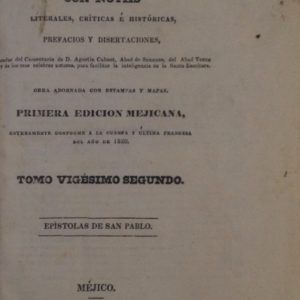 CON NOTAS
LITERALES, CRÍTICAS É HISTÓRICAS,
PREFACIOS Y DISERTACIONES,
del Comentario de D. Agustin Calmet, Abad de Senones, del Abad Vence
y de los mas célebres autores, para facilitar la inteligencia de la Santa Escritura.
OBRA ADORNADA CON ESTAMPAS Y MAPAS.
PRIMERA EDICION MEJICANA,
ENTERAMENTE CONFORME A LA CUARTA Y ÚLTIMA FRANCESA
DEL AÑO DE
TOMO VIGÉSIMO SEGUNDO.
EPÍSTOLAS DE SAN PABLO.
MÉJICO.